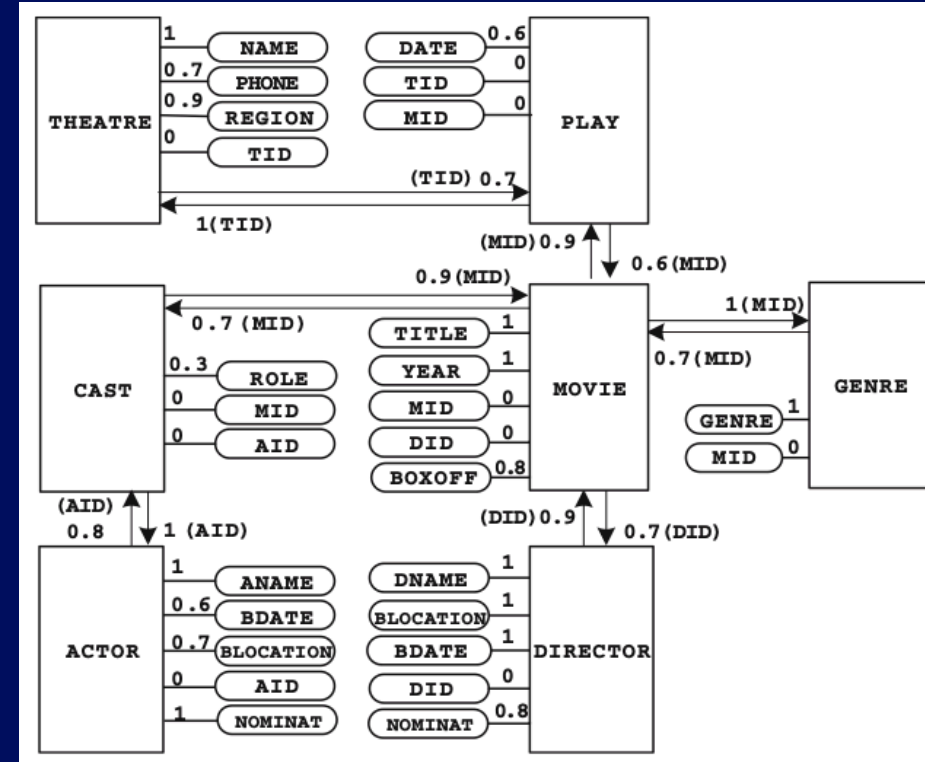 THEATRE
1 NAME
0.7 PHONE
0.9 REGION
0 TID
DATE 0.6
TID 0
MID 0
PLAY
(TID) 0.7
1(TID)
(MID)0.9
0.6(MID)
0.9(MID)
0.7 (MID)
CAST
0.3 ROLE
0 MID
0 AID
TITLE 1
YEAR 1
MID 0
DID 0
BOXOFF 0.8
MOVIE
1(MID)
0.7(MID)
GENRE
GENRE 1
MID 0
(AID)
0.8
1 (AID)
(DID)0.9
0.7(DID)
ACTOR
1 ANAME
0.6 BDATE
0.7 BLOCATION
0 AID
1 NOMINAT
DNAME 1
BLOCATION 1
BDATE 1
DID 0
NOMINAT 0.8
DIRECTOR